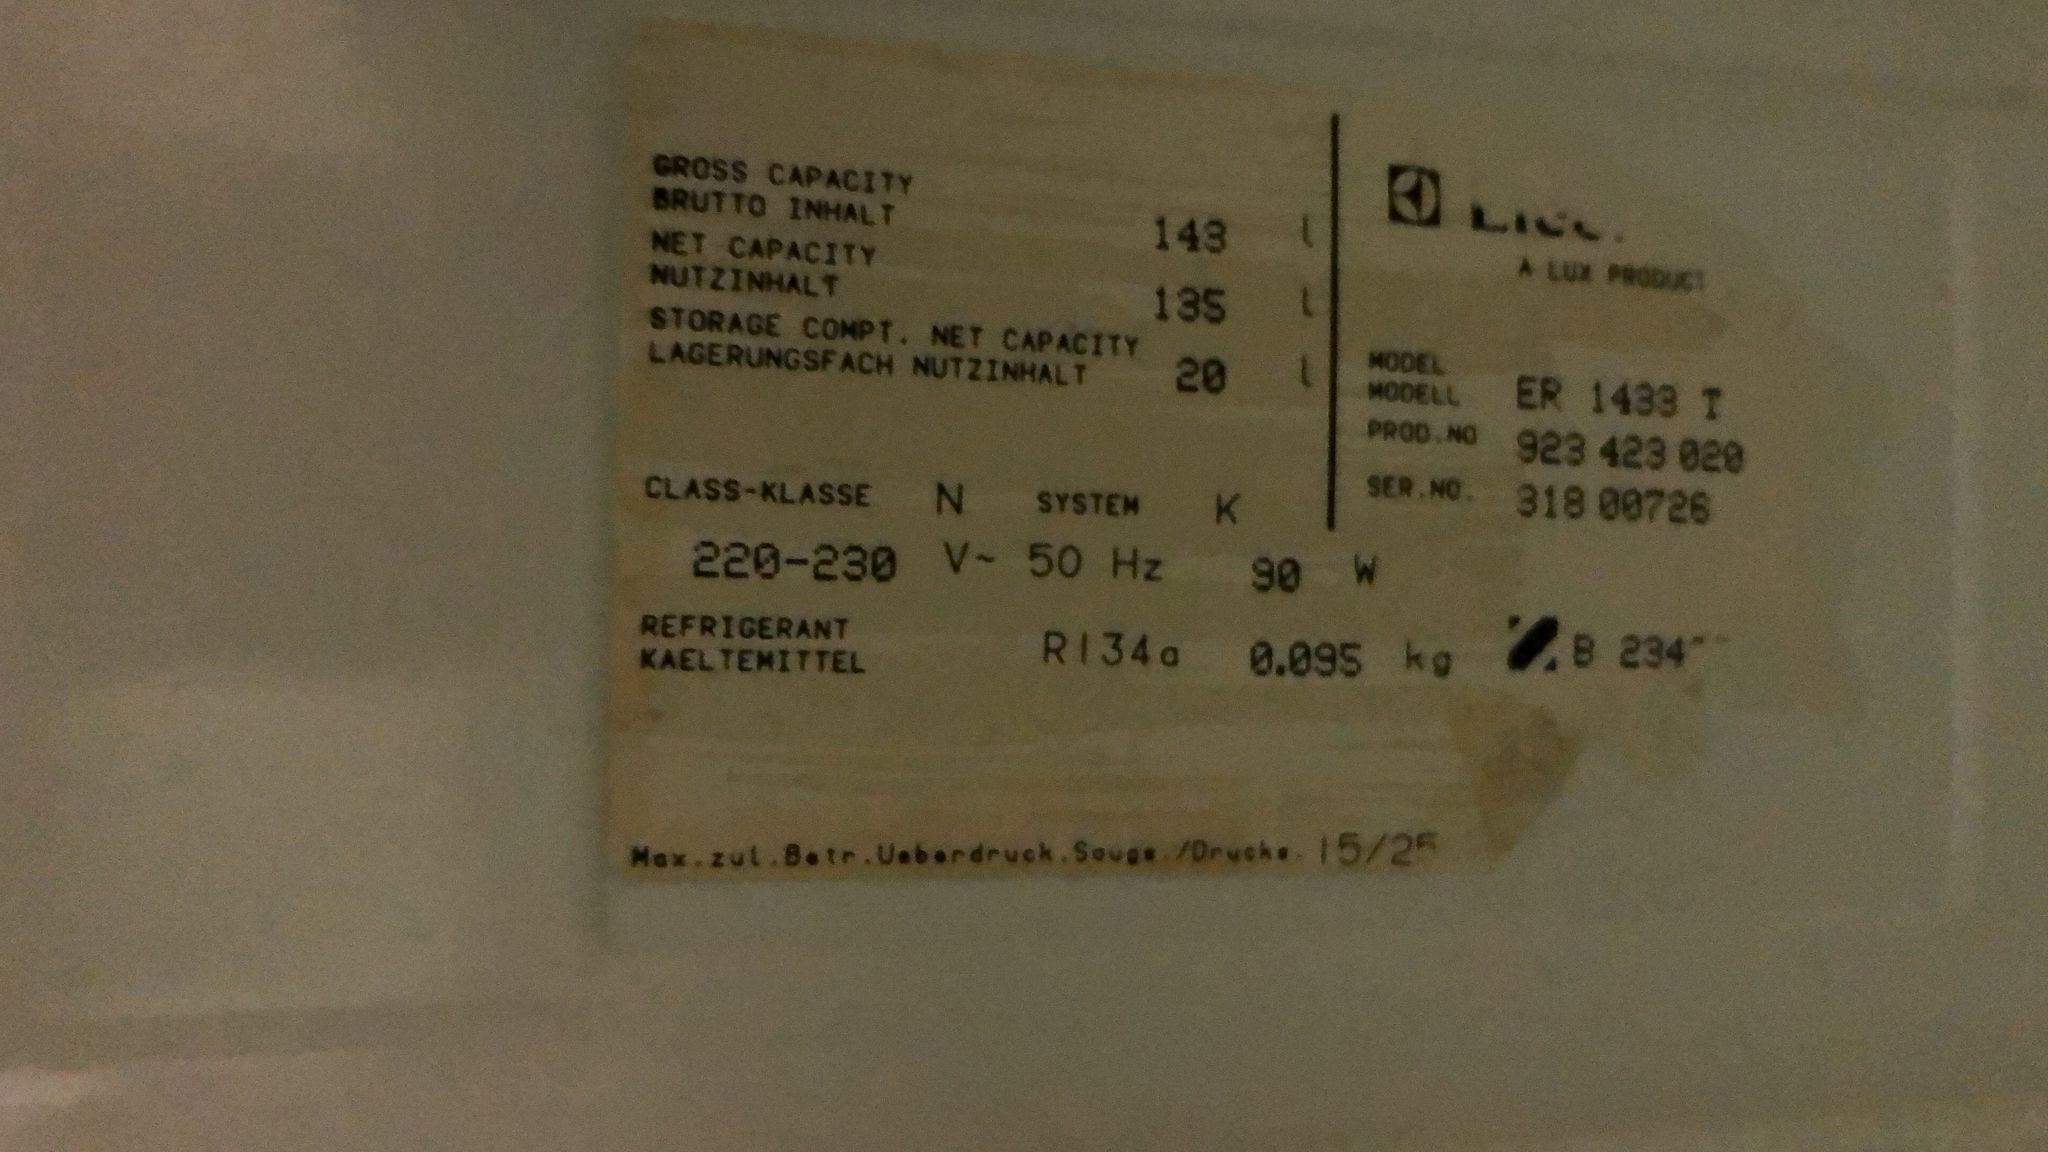 GROSS CAPACITY
BRUTTO INHALT 143 l
NET CAPACITY
NUTZINHALT 135 l
STORAGE COMPT. NET CAPACITY
LAGERUNGSFACH NUTZINHALT 20 l
A LUX PRODUCT
MODEL
MODELL ER 1433 T
PROD.NO 923 423 020
SER.NO. 318 00726
CLASS-KLASSE N SYSTEM K
220-230 V~ 50 Hz 90 W
REFRIGERANT
KAELTEMITTEL R134a 0.095 kg B 234
Max.zul.Betr.Ueberdruck.Sauge./Drucks. 15/25